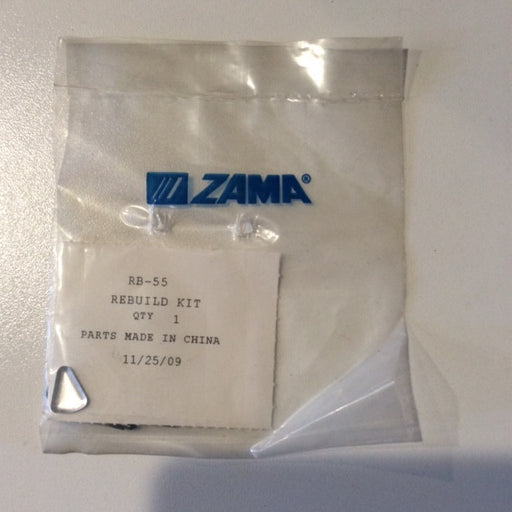 ZAMA®
RB-55
REBUILD KIT
QTY 1
PARTS MADE IN CHINA
11/25/09